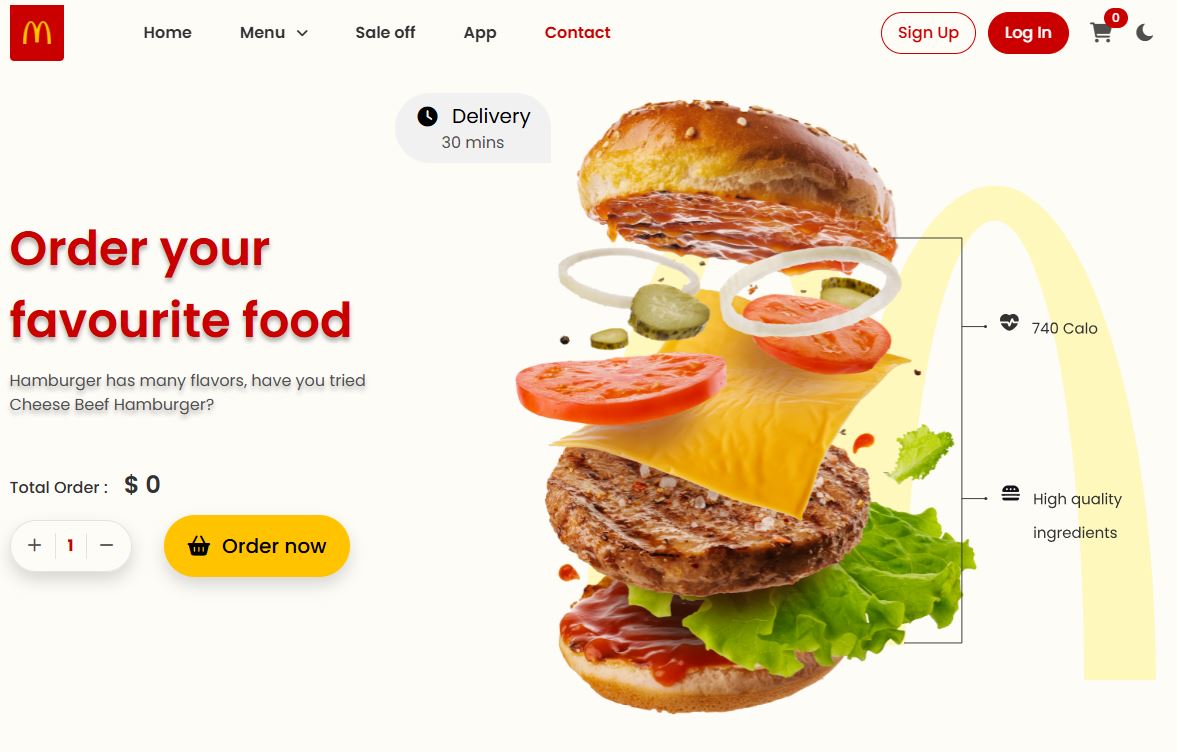 Home
Menu
Sale off
App
Contact
Sign Up
Log In
0
Delivery
30 mins
Order your
favourite food
Hamburger has many flavors, have you tried
Cheese Beef Hamburger?
740 Calo
Total Order : $ 0
High quality
ingredients
+ 1 −
Order now